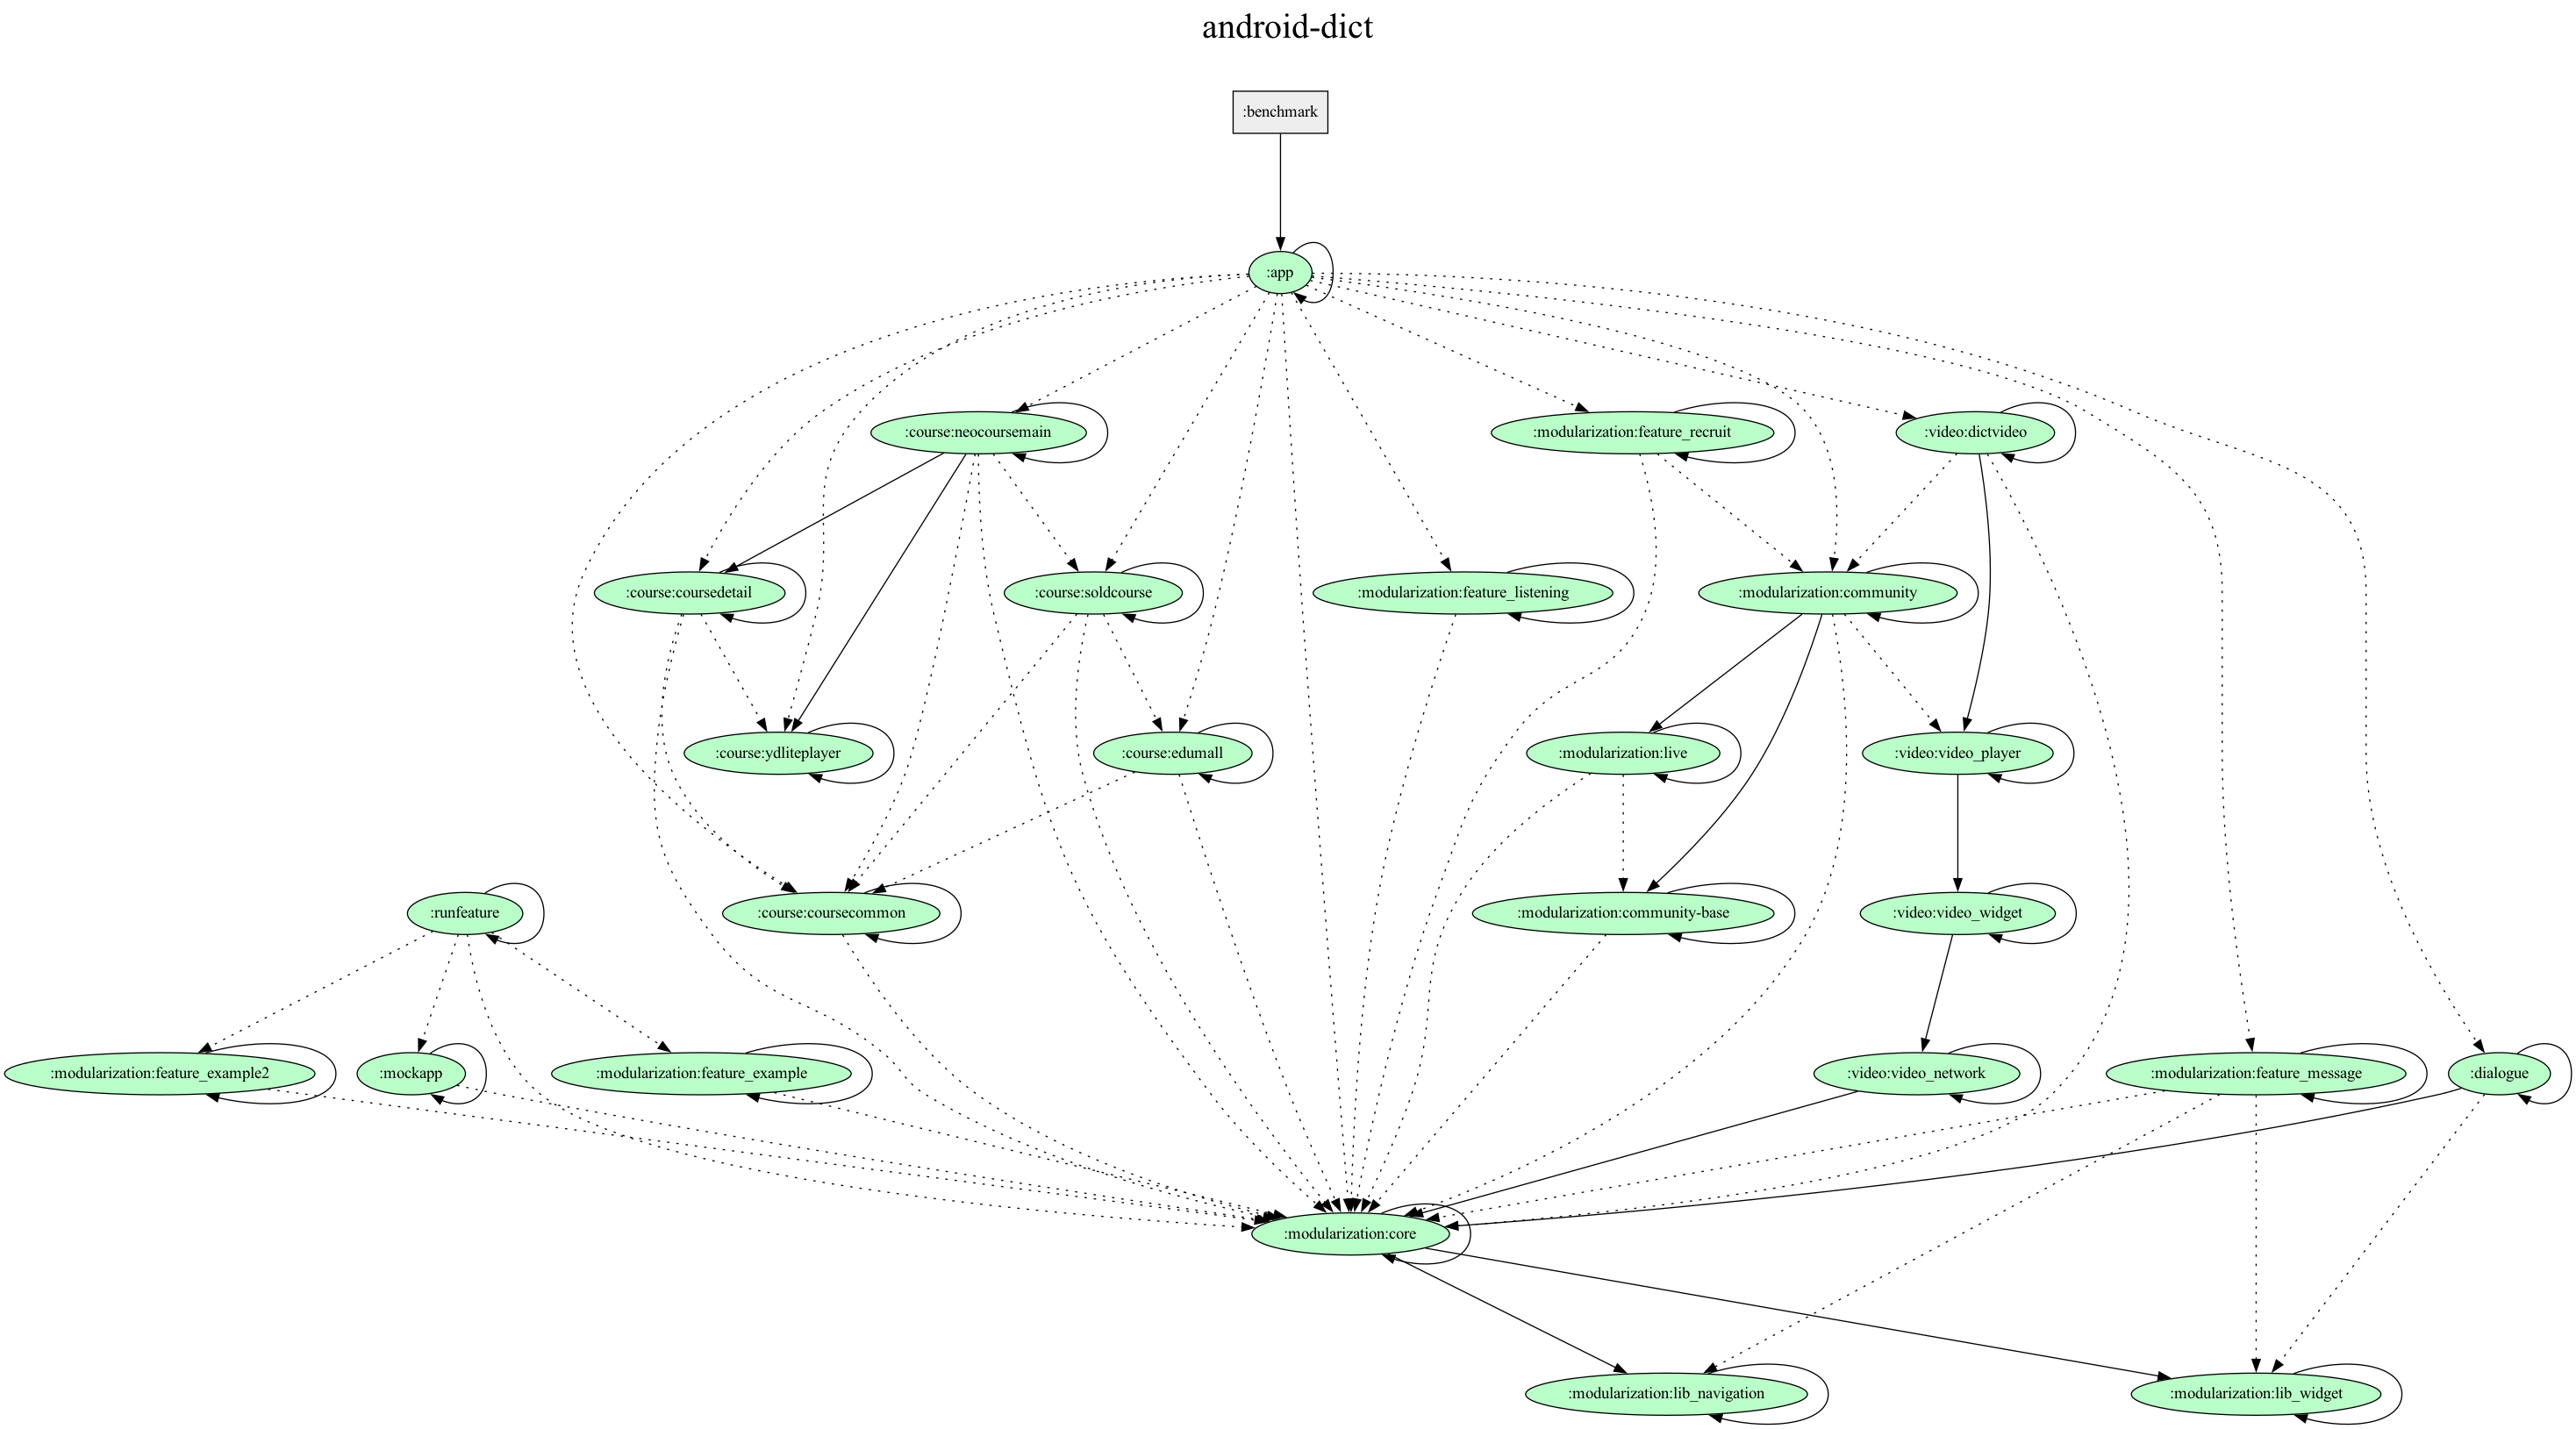 android-dict
:benchmark
:app
:course:neocoursemain
:modularization:feature_recruit
:video:dictvideo
:course:coursedetail
:course:soldcourse
:modularization:feature_listening
:modularization:community
:course:ydliteplayer
:course:edumall
:modularization:live
:video:video_player
:runfeature
:course:coursecommon
:modularization:community-base
:video:video_widget
:modularization:feature_example2
:mockapp
:modularization:feature_example
:video:video_network
:modularization:feature_message
:dialogue
:modularization:core
:modularization:lib_navigation
:modularization:lib_widget